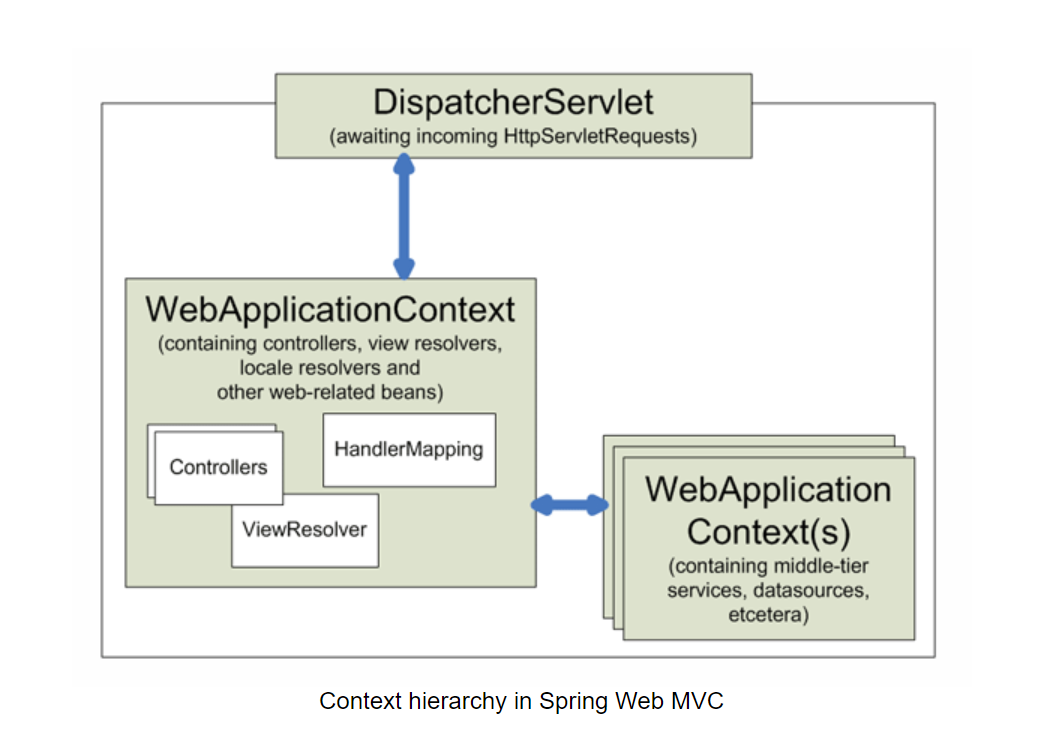 DispatcherServlet
(awaiting incoming HttpServletRequests)
WebApplicationContext
(containing controllers, view resolvers,
locale resolvers and
other web-related beans)
Controllers
HandlerMapping
ViewResolver
WebApplication
Context(s)
(containing middle-tier
services, datasources,
etcetera)
Context hierarchy in Spring Web MVC